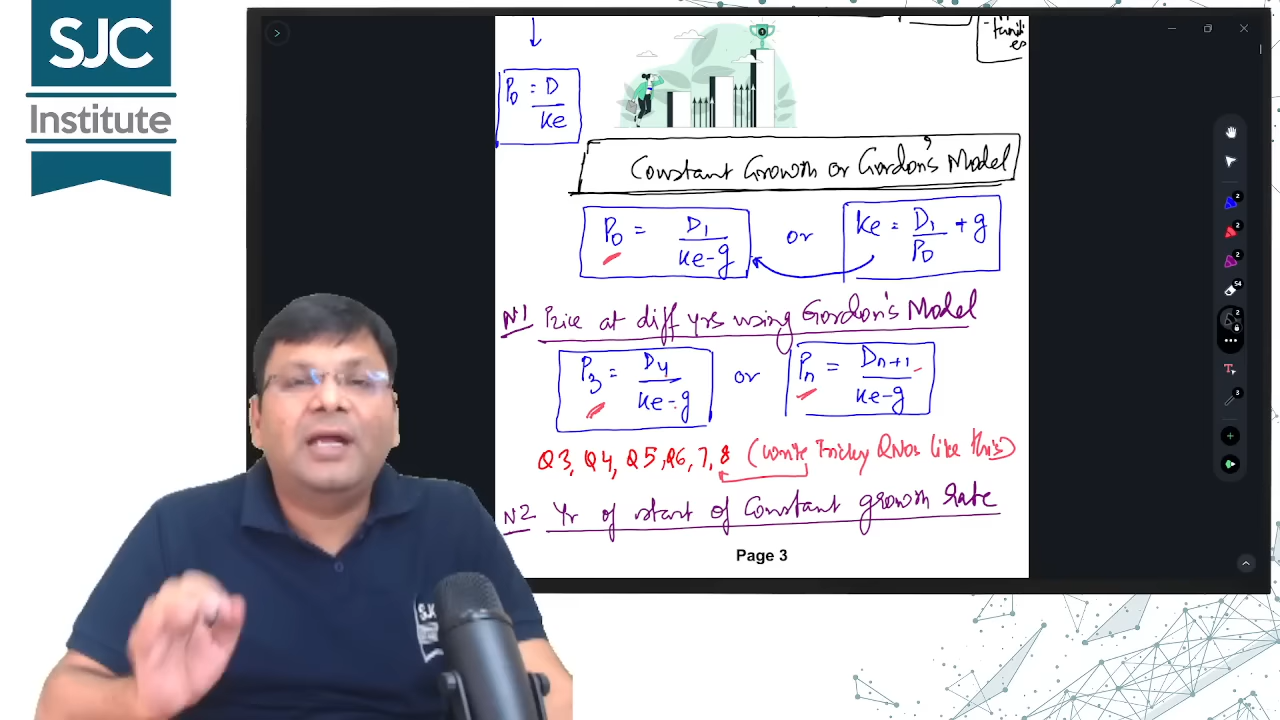 SJC
Institute
P0 = D / Ke
Constant Growth or Gordon's Model
P0 = D1 / Ke-g or Ke = D1 / P0 + g
N1 Price at diff yrs using Gordon's Model
P3 = D4 / Ke-g or Pn = Dn+1 / Ke-g
Q3, Q4, Q5, Q6, 7, 8 (write Tricky QNos like this)
N2 Yr of start of Constant growth Rate
Page 3